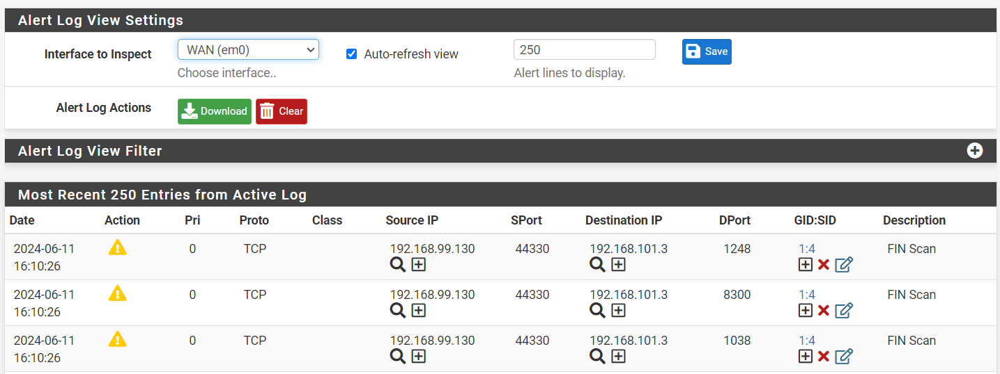 Alert Log View Settings
Interface to Inspect WAN (em0) Auto-refresh view 250 Save
Choose interface.. Alert lines to display.
Alert Log Actions Download Clear
Alert Log View Filter
Most Recent 250 Entries from Active Log
Date Action Pri Proto Class Source IP SPort Destination IP DPort GID:SID Description
2024-06-11 0 TCP 192.168.99.130 44330 192.168.101.3 1248 1:4 FIN Scan
16:10:26
2024-06-11 0 TCP 192.168.99.130 44330 192.168.101.3 8300 1:4 FIN Scan
16:10:26
2024-06-11 0 TCP 192.168.99.130 44330 192.168.101.3 1038 1:4 FIN Scan
16:10:26